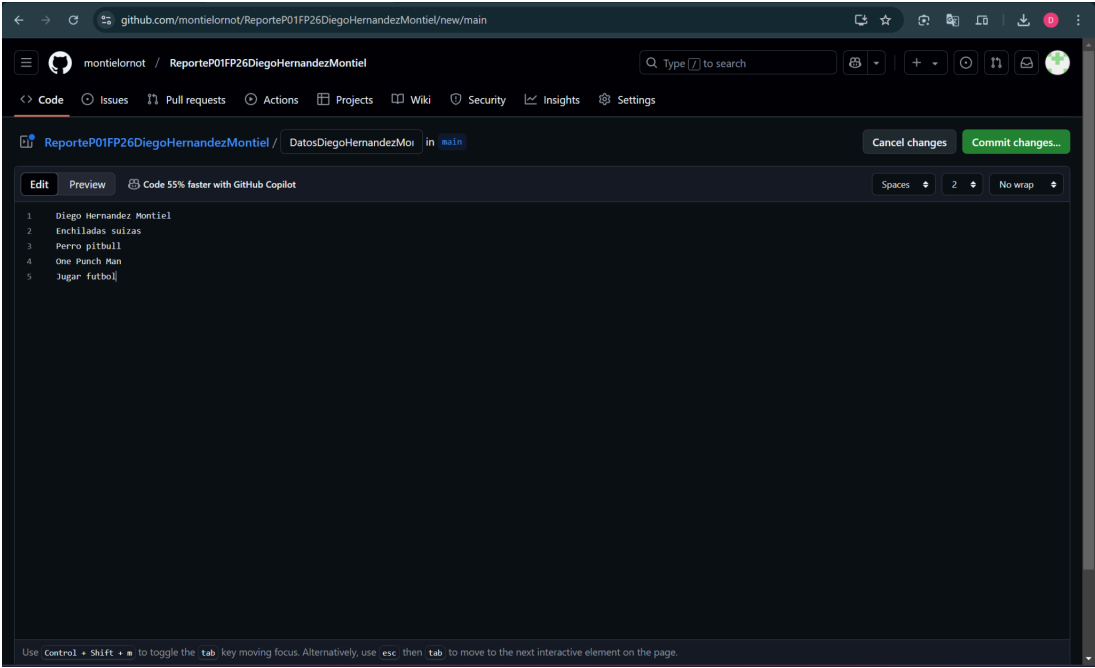 github.com/montielornot/ReporteP01FP26DiegoHernandezMontiel/new/main
D
montielornot / ReporteP01FP26DiegoHernandezMontiel
Type / to search
Code Issues Pull requests Actions Projects Wiki Security Insights Settings
ReporteP01FP26DiegoHernandezMontiel / DatosDiegoHernandezMo in main
Cancel changes Commit changes...
Edit Preview Code 55% faster with GitHub Copilot
Spaces 2 No wrap
1 Diego Hernandez Montiel
2 Enchiladas suizas
3 Perro pitbull
4 One Punch Man
5 Jugar futbol
Use Control + Shift + m to toggle the tab key moving focus. Alternatively, use esc then tab to move to the next interactive element on the page.